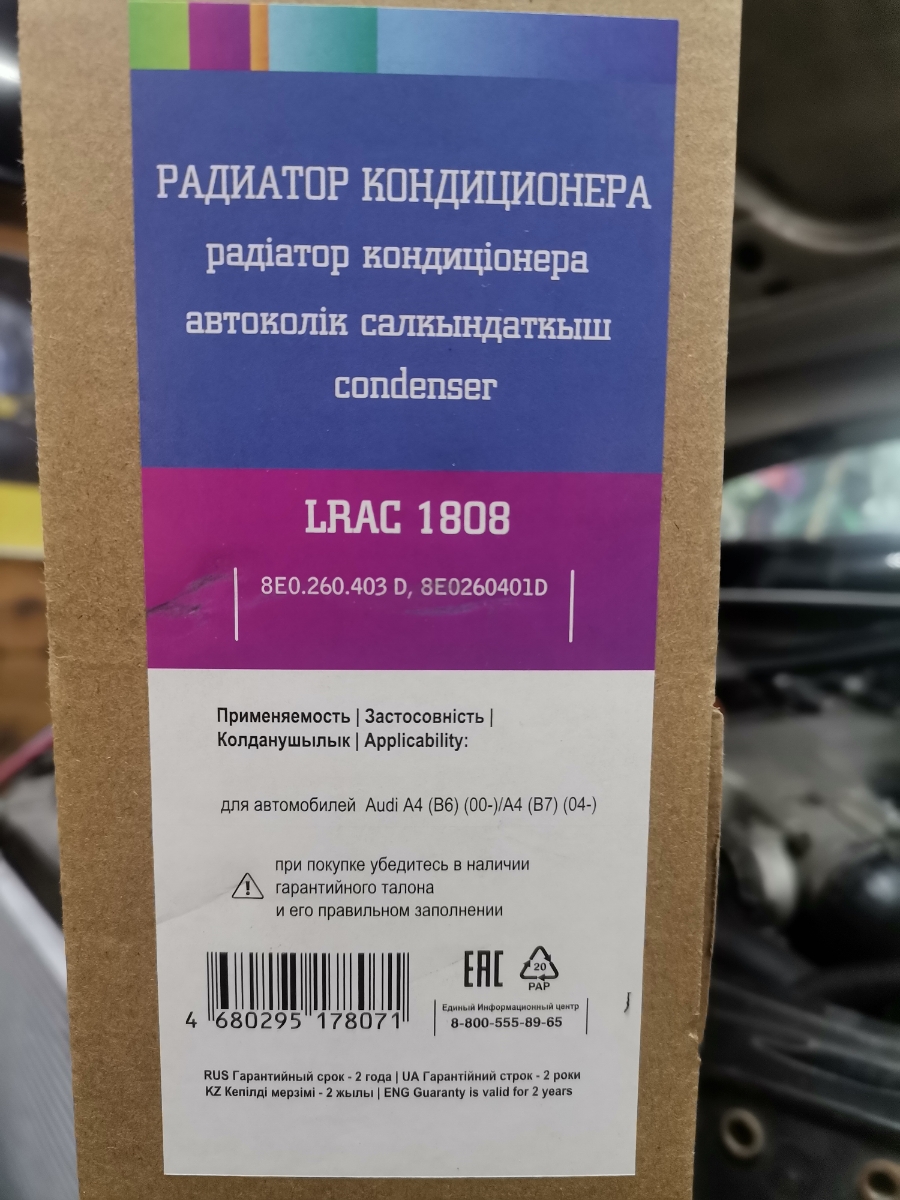 РАДИАТОР КОНДИЦИОНЕРА
радіатор кондиціонера
автоколік салкындаткыш
condenser
LRAC 1808
8E0.260.403 D, 8E0260401D
Применяемость | Застосовність |
Колданушылык | Applicability:
для автомобилей Audi A4 (B6) (00-)/A4 (B7) (04-)
при покупке убедитесь в наличии
гарантийного талона
и его правильном заполнении
EAC
20
PAP
Единый Информационный центр
8-800-555-89-65
4 680295 178071
RUS Гарантийный срок - 2 года | UA Гарантійний строк - 2 роки
KZ Кепілді мерзімі - 2 жылы | ENG Guaranty is valid for 2 years